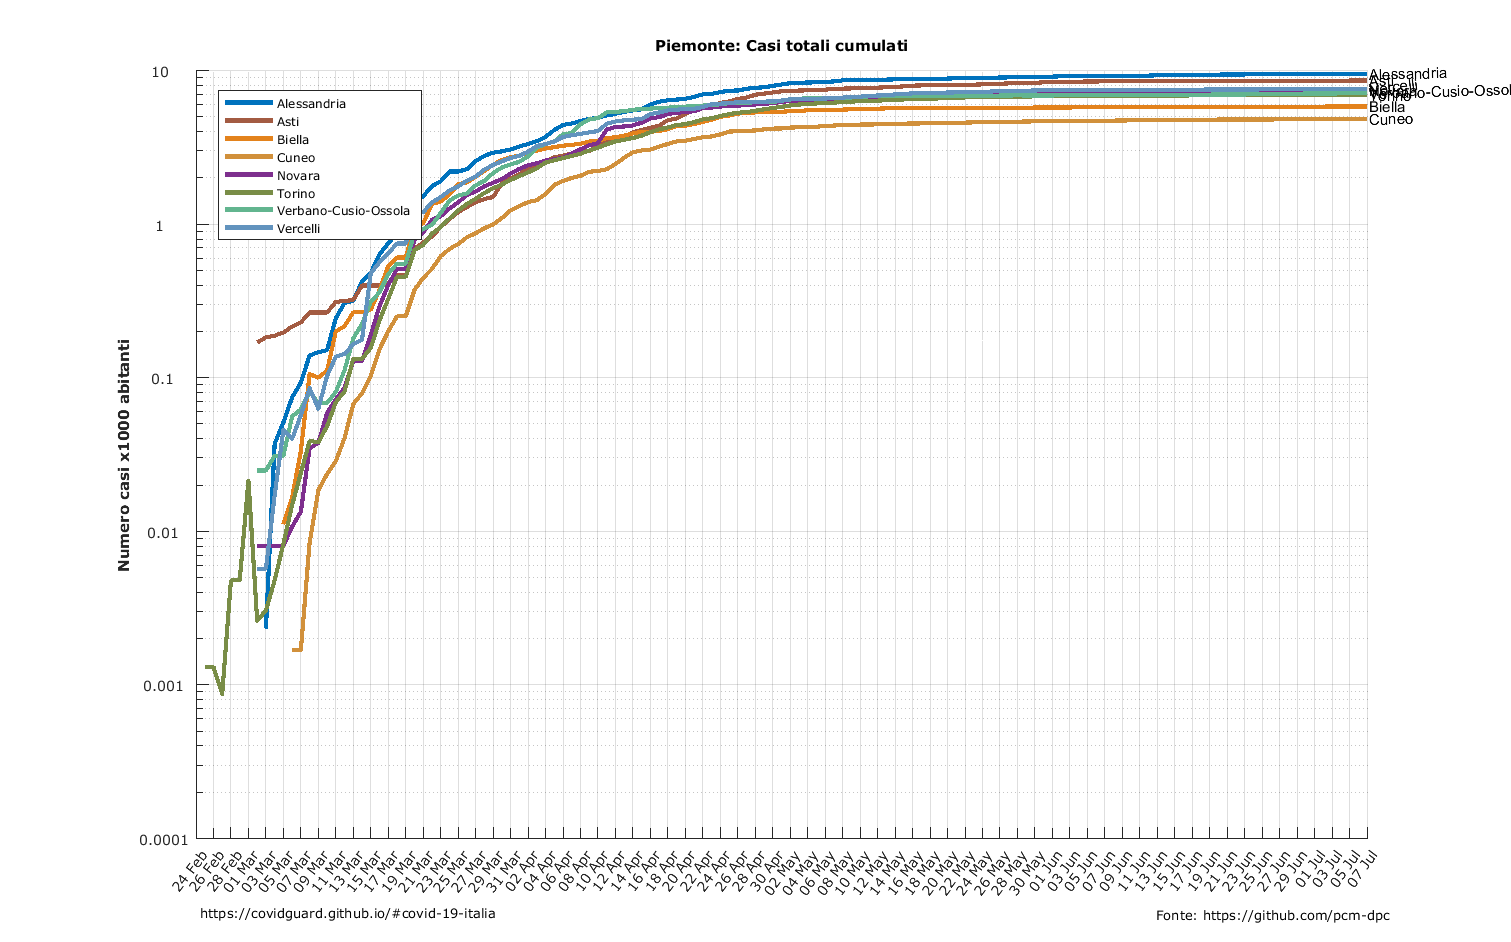 Piemonte: Casi totali cumulati
Numero casi x1000 abitanti
10
1
0.1
0.01
0.001
0.0001
Alessandria
Asti
Biella
Cuneo
Novara
Torino
Verbano-Cusio-Ossola
Vercelli
Alessandria
Asti
Vercelli
Novara
Verbano-Cusio-Ossol
Torino
Biella
Cuneo
24 Feb
26 Feb
28 Feb
01 Mar
03 Mar
05 Mar
07 Mar
09 Mar
11 Mar
13 Mar
15 Mar
17 Mar
19 Mar
21 Mar
23 Mar
25 Mar
27 Mar
29 Mar
31 Mar
02 Apr
04 Apr
06 Apr
08 Apr
10 Apr
12 Apr
14 Apr
16 Apr
18 Apr
20 Apr
22 Apr
24 Apr
26 Apr
28 Apr
30 Apr
02 May
04 May
06 May
08 May
10 May
12 May
14 May
16 May
18 May
20 May
22 May
24 May
26 May
28 May
30 May
01 Jun
03 Jun
05 Jun
07 Jun
09 Jun
11 Jun
13 Jun
15 Jun
17 Jun
19 Jun
21 Jun
23 Jun
25 Jun
27 Jun
29 Jun
01 Jul
03 Jul
05 Jul
07 Jul
https://covidguard.github.io/#covid-19-italia
Fonte: https://github.com/pcm-dpc